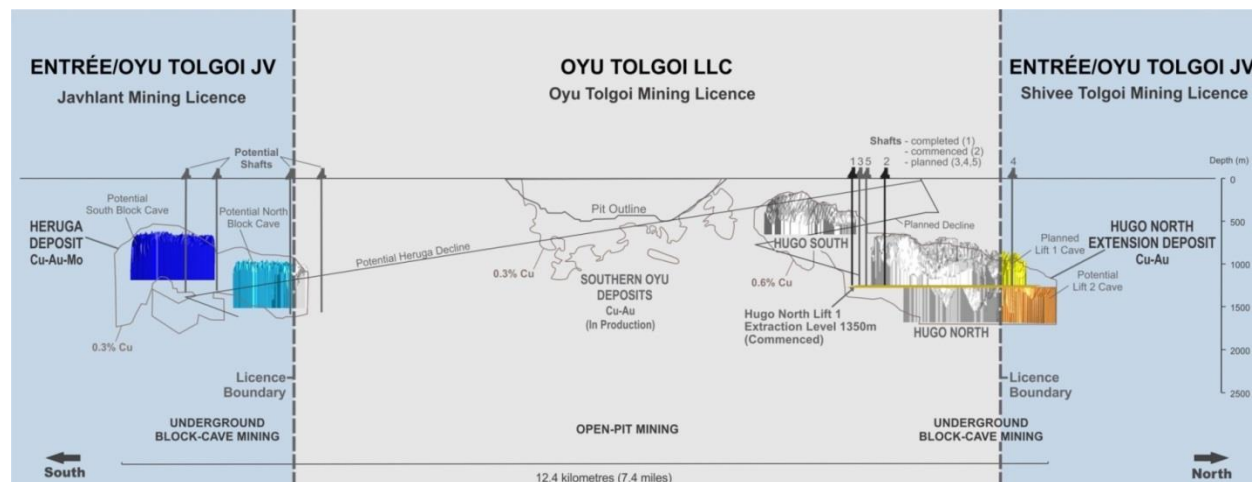 ENTRÉE/OYU TOLGOI JV
Javhlant Mining Licence
OYU TOLGOI LLC
Oyu Tolgoi Mining Licence
ENTRÉE/OYU TOLGOI JV
Shivee Tolgoi Mining Licence
Potential
Shafts
Shafts - completed (1)
- commenced (2)
- planned (3,4,5)
1 3 5 2
4
Depth (m)
0
500
1000
1500
2000
2500
Potential
South Block Cave
Potential North
Block Cave
HERUGA
DEPOSIT
Cu-Au-Mo
0.3% Cu
Potential Heruga Decline
Pit Outline
0.3% Cu
SOUTHERN OYU
DEPOSITS
Cu-Au
(In Production)
HUGO SOUTH
0.6% Cu
Planned Decline
Hugo North Lift 1
Extraction Level 1350m
(Commenced)
HUGO NORTH
Planned
Lift 1 Cave
Potential
Lift 2 Cave
HUGO NORTH
EXTENSION DEPOSIT
Cu-Au
Licence
Boundary
Licence
Boundary
UNDERGROUND
BLOCK-CAVE MINING
OPEN-PIT MINING
UNDERGROUND
BLOCK-CAVE MINING
South
12.4 kilometres (7.4 miles)
North